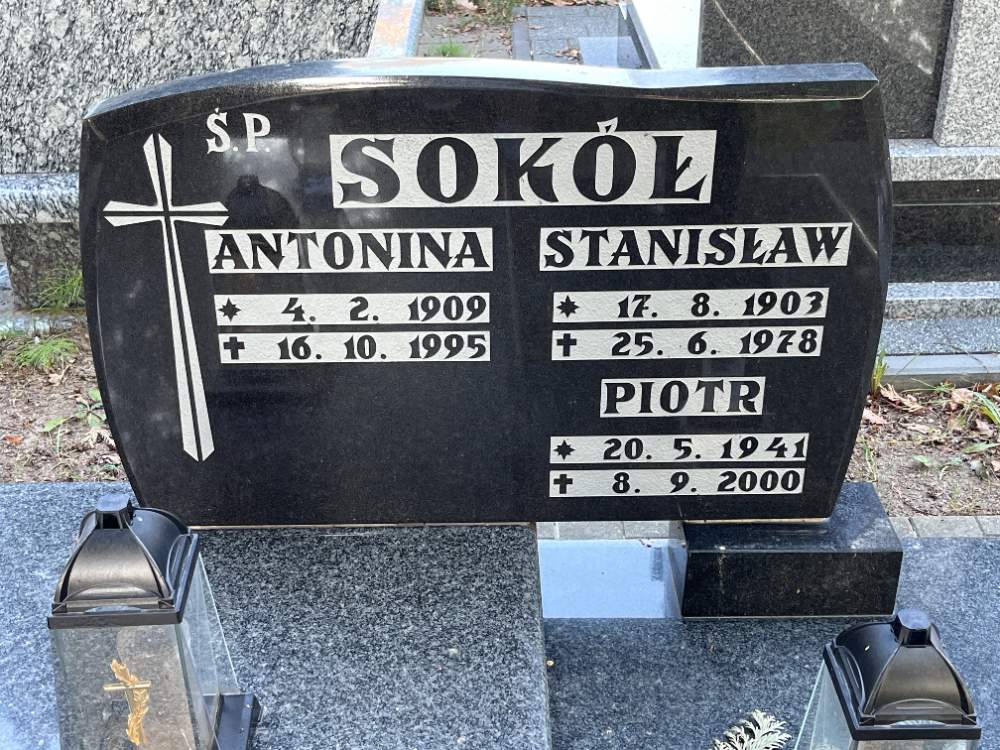 Ś.P.
SOKÓŁ
ANTONINA
✶ 4. 2. 1909
✝ 16. 10. 1995
STANISŁAW
✶ 17. 8. 1903
✝ 25. 6. 1978
PIOTR
✶ 20. 5. 1941
✝ 8. 9. 2000